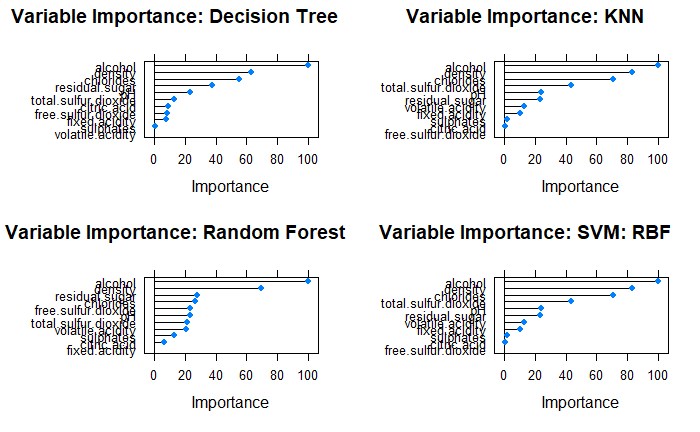 Variable Importance: Decision Tree
alcohol
density
chlorides
residual.sugar
pH
total.sulfur.dioxide
citric.acid
free.sulfur.dioxide
fixed.acidity
sulphates
volatile.acidity
0 20 40 60 80 100
Importance
Variable Importance: KNN
alcohol
density
chlorides
total.sulfur.dioxide
pH
residual.sugar
volatile.acidity
fixed.acidity
sulphates
citric.acid
free.sulfur.dioxide
0 20 40 60 80 100
Importance
Variable Importance: Random Forest
alcohol
density
residual.sugar
chlorides
free.sulfur.dioxide
pH
total.sulfur.dioxide
volatile.acidity
sulphates
citric.acid
fixed.acidity
0 20 40 60 80 100
Importance
Variable Importance: SVM: RBF
alcohol
density
chlorides
total.sulfur.dioxide
pH
residual.sugar
volatile.acidity
fixed.acidity
sulphates
citric.acid
free.sulfur.dioxide
0 20 40 60 80 100
Importance